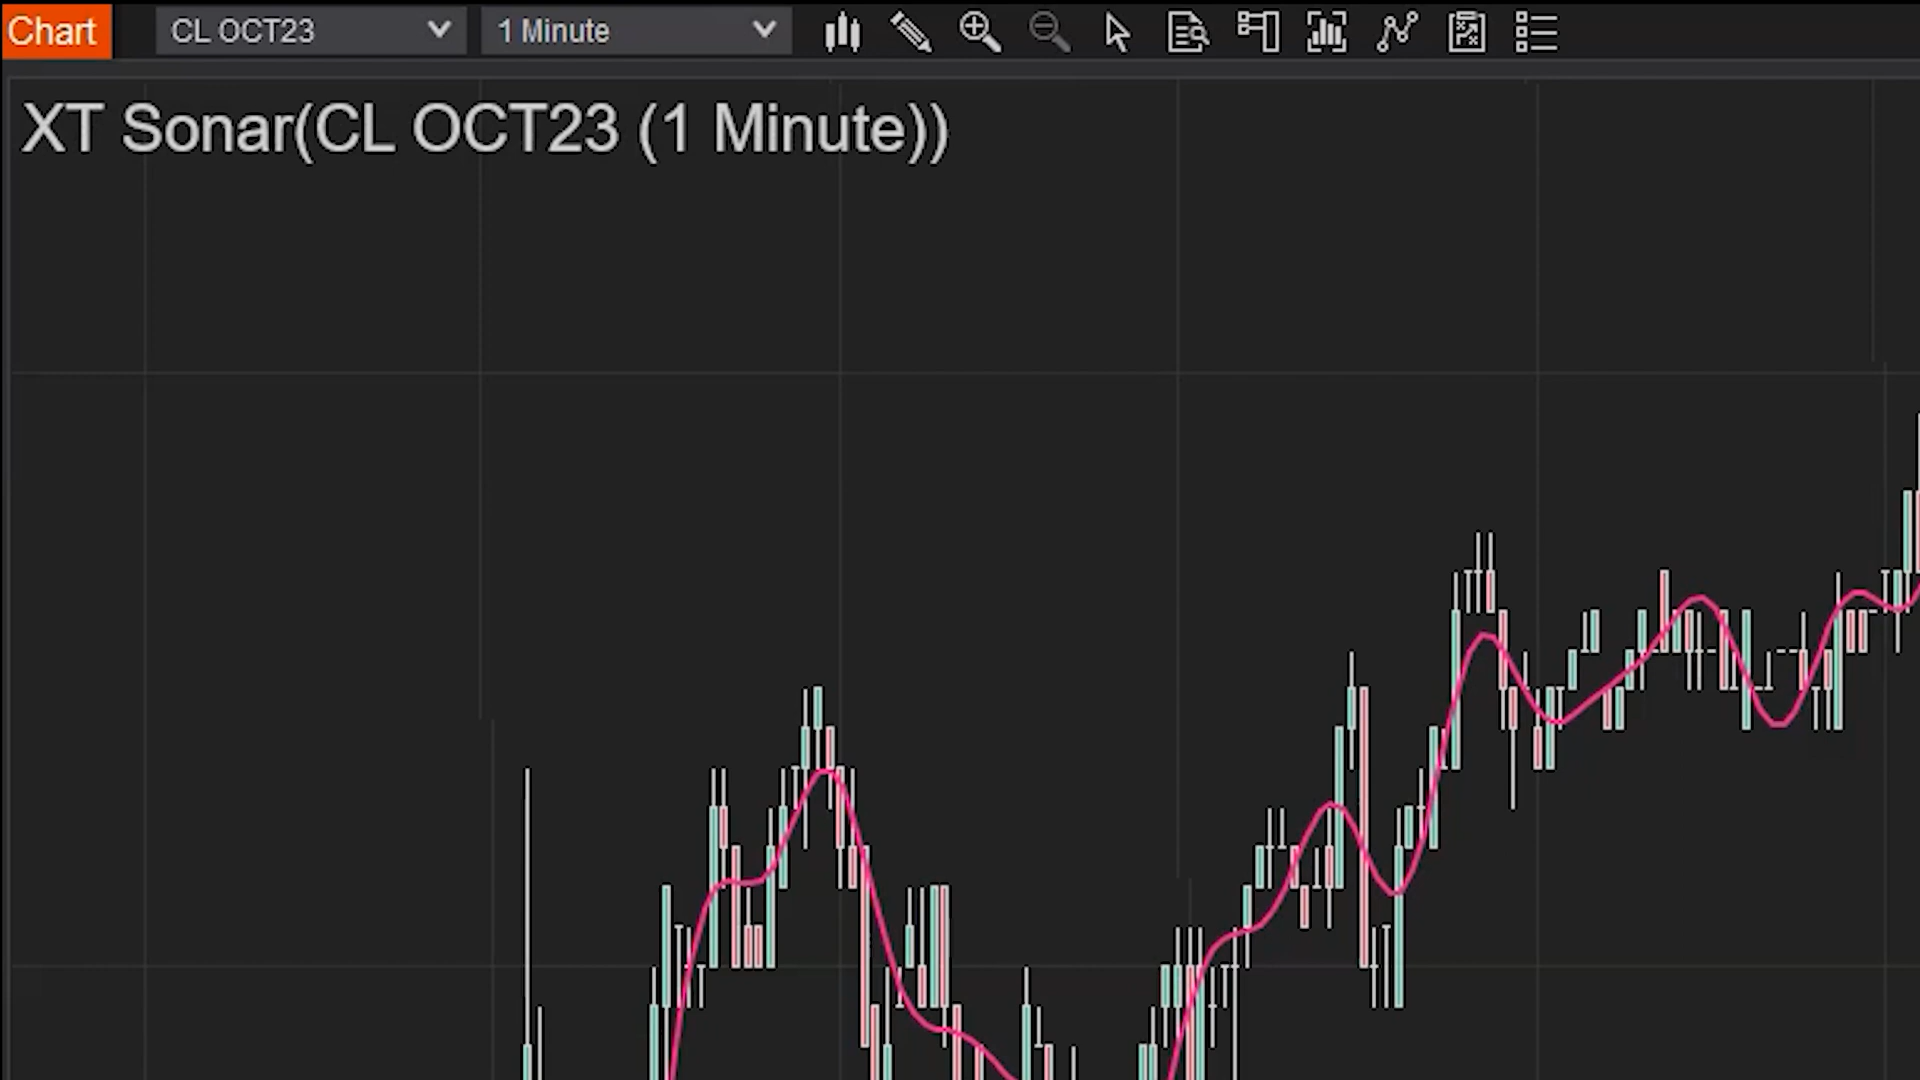 Chart
CL OCT23
1 Minute
XT Sonar(CL OCT23 (1 Minute))